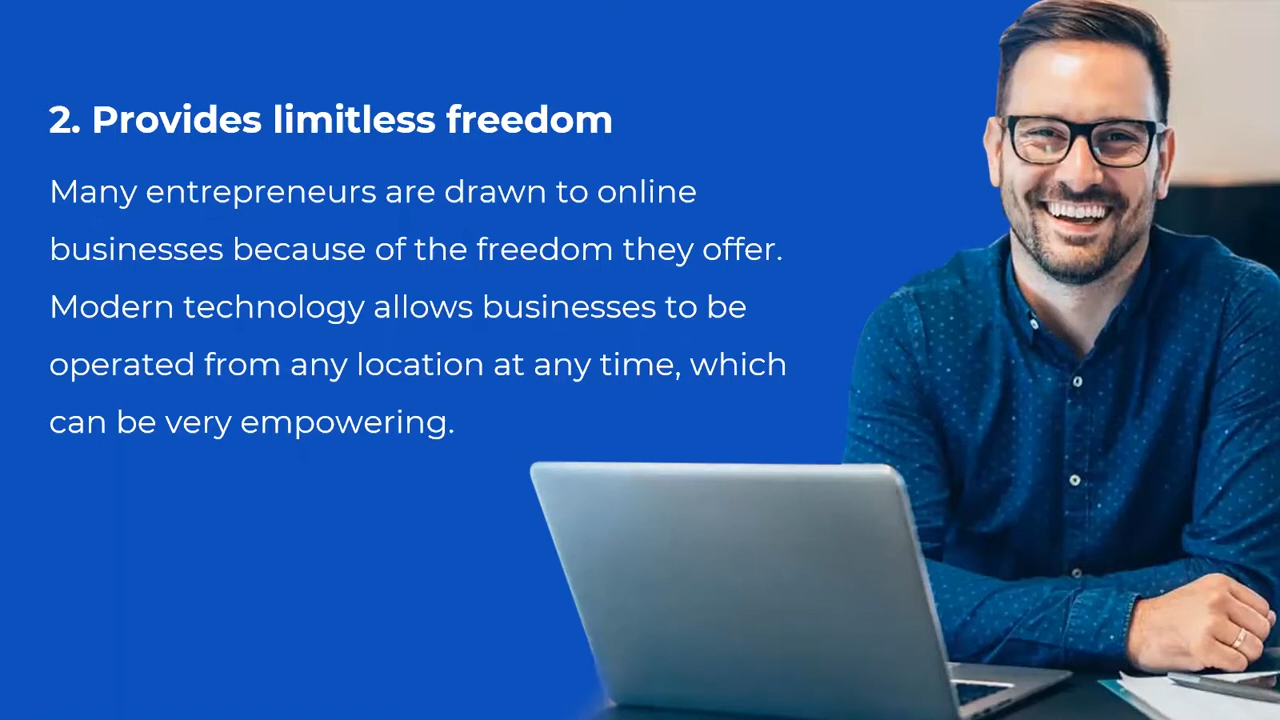 2. Provides limitless freedom
Many entrepreneurs are drawn to online
businesses because of the freedom they offer.
Modern technology allows businesses to be
operated from any location at any time, which
can be very empowering.